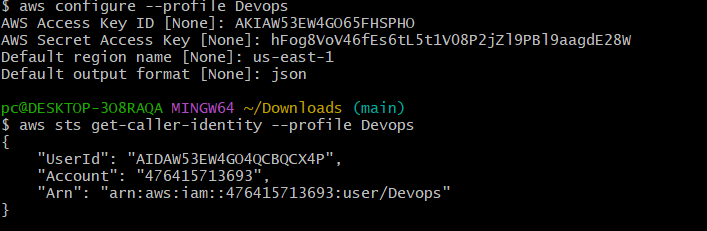 $ aws configure --profile Devops
AWS Access Key ID [None]: AKIAW53EW4GO65FHSPHO
AWS Secret Access Key [None]: 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
Default region name [None]: us-east-1
Default output format [None]: json
pc@DESKTOP-3O8RAQA MINGW64 ~/Downloads (main)
$ aws sts get-caller-identity --profile Devops
{
    "UserId": "AIDAW53EW4GO4QCBQCX4P",
    "Account": "476415713693",
    "Arn": "arn:aws:iam::476415713693:user/Devops"
}